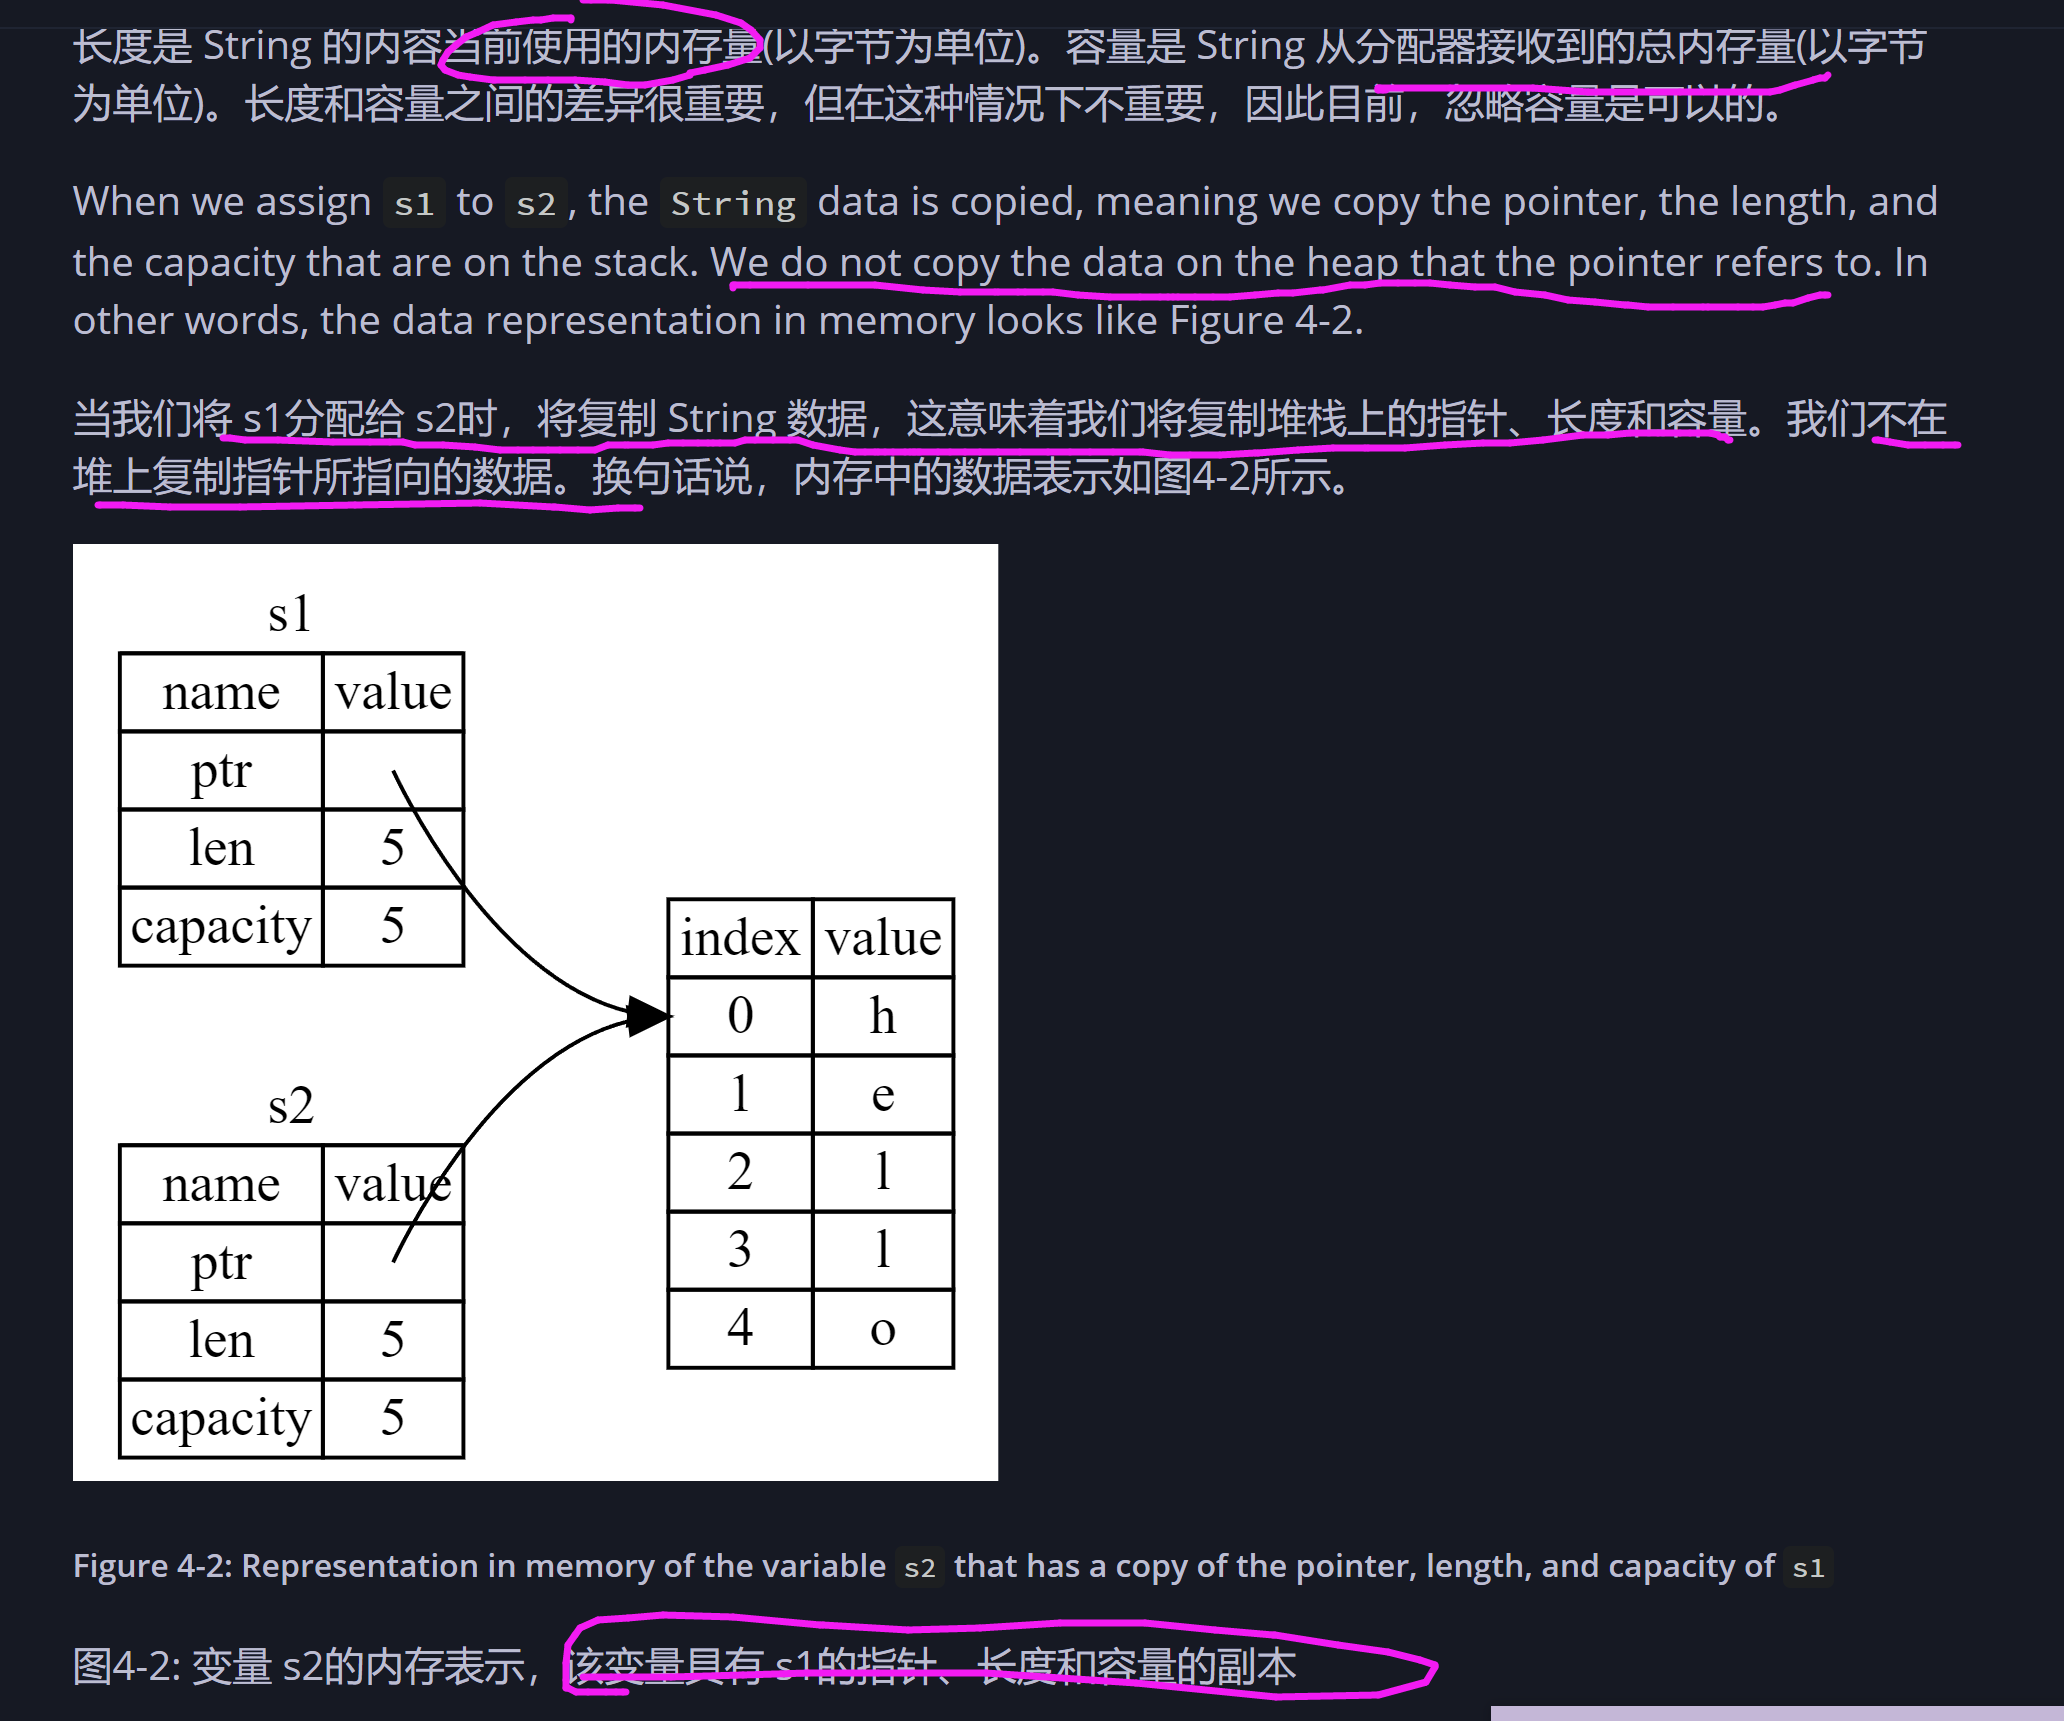 长度是 String 的内容当前使用的内存量(以字节为单位)。容量是 String 从分配器接收到的总内存量(以字节
为单位)。长度和容量之间的差异很重要，但在这种情况下不重要，因此目前，忽略容量是可以的。
When we assign s1 to s2, the String data is copied, meaning we copy the pointer, the length, and
the capacity that are on the stack. We do not copy the data on the heap that the pointer refers to. In
other words, the data representation in memory looks like Figure 4-2.
当我们将 s1分配给 s2时，将复制 String 数据，这意味着我们将复制堆栈上的指针、长度和容量。我们不在
堆上复制指针所指向的数据。换句话说，内存中的数据表示如图4-2所示。
s1
name value
ptr
len 5
capacity 5
s2
name value
ptr
len 5
capacity 5
index value
0 h
1 e
2 l
3 l
4 o
Figure 4-2: Representation in memory of the variable s2 that has a copy of the pointer, length, and capacity of s1
图4-2: 变量 s2的内存表示，该变量具有 s1的指针、长度和容量的副本